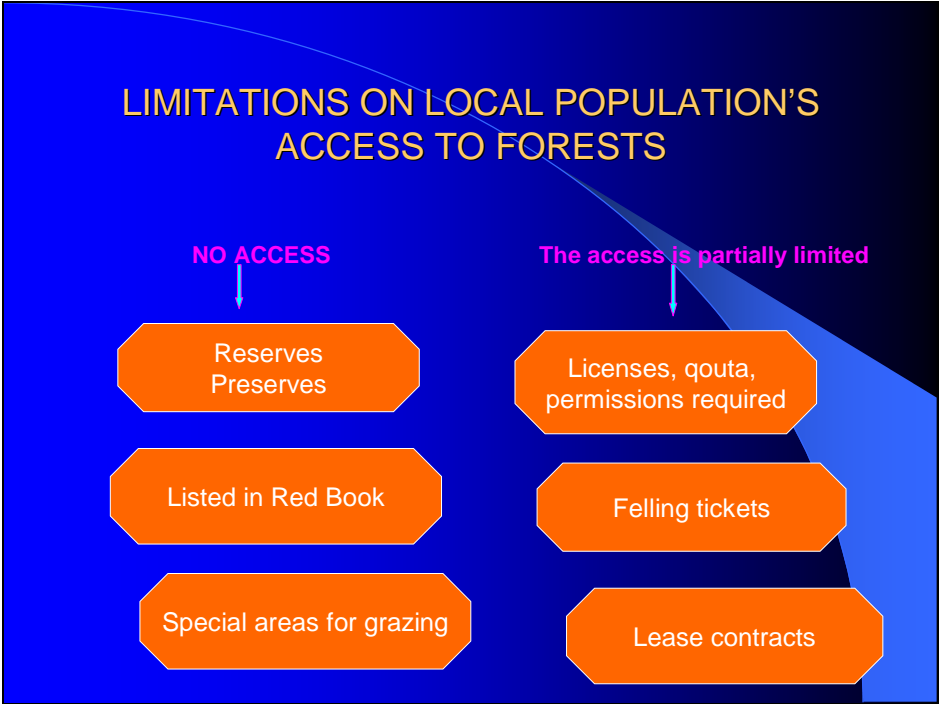 LIMITATIONS ON LOCAL POPULATION’S
ACCESS TO FORESTS
NO ACCESS
Reserves
Preserves
Listed in Red Book
Special areas for grazing
The access is partially limited
Licenses, qouta,
permissions required
Felling tickets
Lease contracts